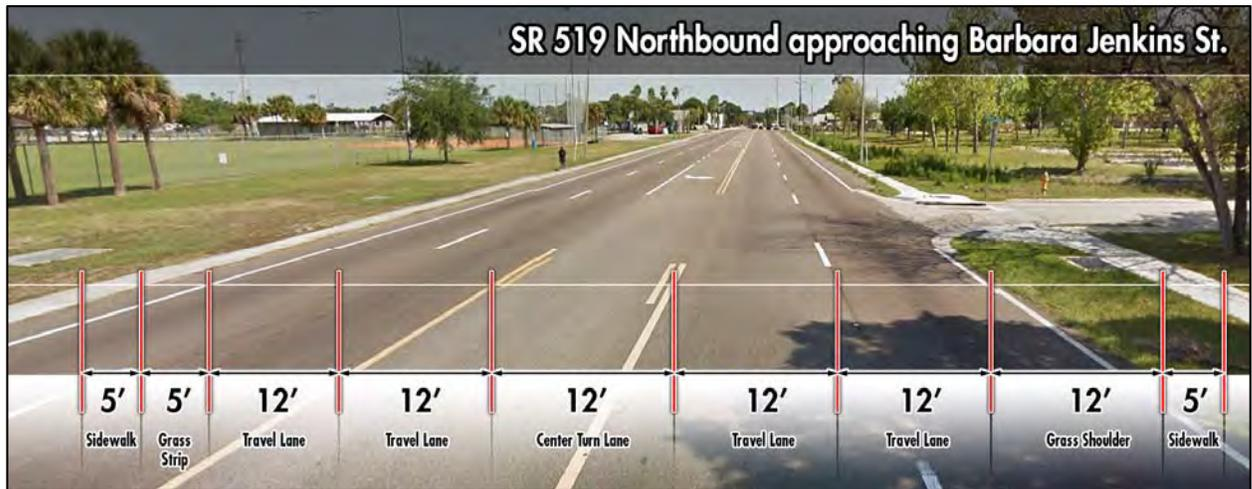 SR 519 Northbound approaching Barbara Jenkins St.
5’ 5’ 12’ 12’ 12’ 12’ 12’ 12’ 5’
Sidewalk Grass Strip Travel Lane Travel Lane Center Turn Lane Travel Lane Travel Lane Grass Shoulder Sidewalk